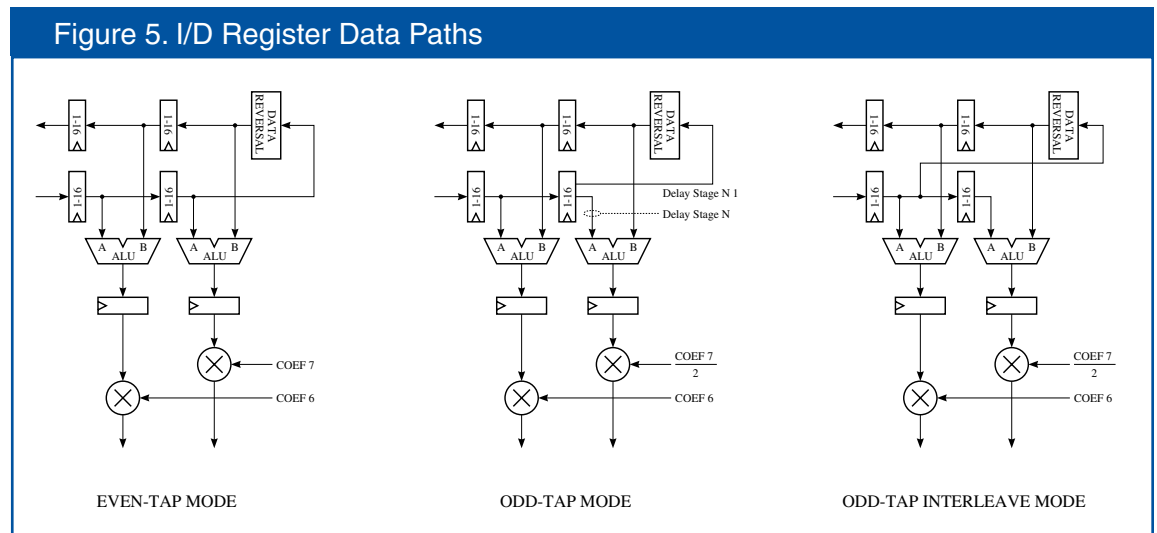 Figure 5. I/D Register Data Paths
1-16
1-16
DATA
REVERSAL
1-16
1-16
A
B
ALU
A
B
ALU
COEF 7
COEF 6
EVEN-TAP MODE
1-16
1-16
DATA
REVERSAL
1-16
1-16
Delay Stage N 1
Delay Stage N
A
B
ALU
A
B
ALU
COEF 7
2
COEF 6
ODD-TAP MODE
1-16
1-16
DATA
REVERSAL
1-16
1-16
A
B
ALU
A
B
ALU
COEF 7
2
COEF 6
ODD-TAP INTERLEAVE MODE